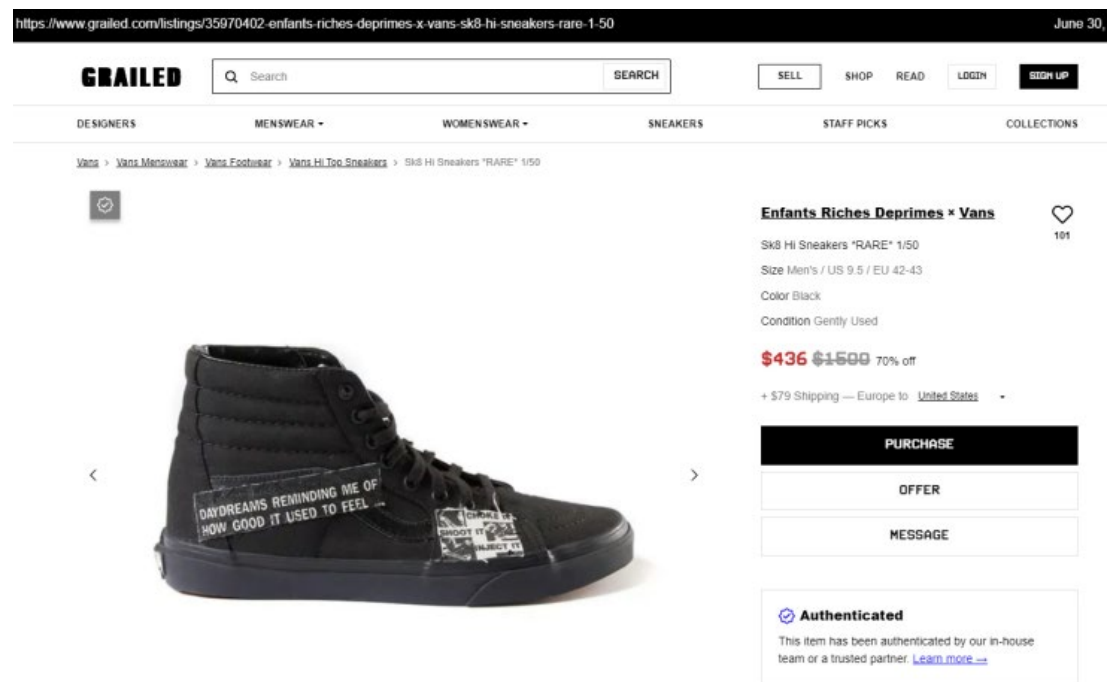 https://www.grailed.com/listings/35970402-enfants-riches-deprimes-x-vans-sk8-hi-sneakers-rare-1-50 June 30,
GRAILED Search SEARCH SELL SHOP READ LOGIN SIGN UP
DESIGNERS MENSWEAR WOMENSWEAR SNEAKERS STAFF PICKS COLLECTIONS
Vans > Vans Menswear > Vans Footwear > Vans Hi Top Sneakers > Sk8 Hi Sneakers *RARE* 1/50
Enfants Riches Deprimes × Vans
101
Sk8 Hi Sneakers *RARE* 1/50
Size Men's / US 9.5 / EU 42-43
Color Black
Condition Gently Used
$436 $1500 70% off
+ $79 Shipping — Europe to United States
PURCHASE
OFFER
MESSAGE
Authenticated
This item has been authenticated by our in-house
team or a trusted partner. Learn more →
DAYDREAMS REMINDING ME OF
HOW GOOD IT USED TO FEEL
SHOOT IT
INJECT IT